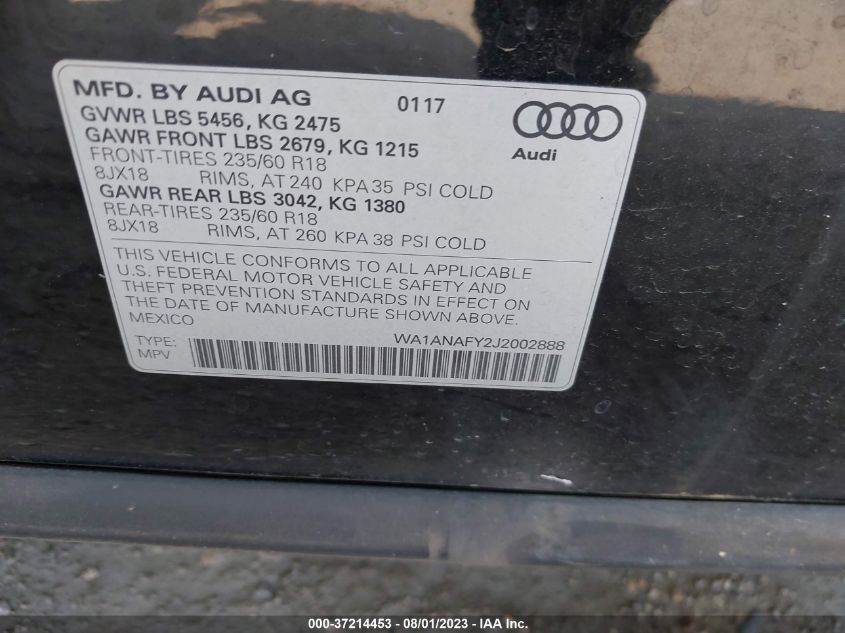 MFD. BY AUDI AG 0117
GVWR LBS 5456, KG 2475
GAWR FRONT LBS 2679, KG 1215
FRONT-TIRES 235/60 R18
8JX18 RIMS, AT 240 KPA 35 PSI COLD
GAWR REAR LBS 3042, KG 1380
REAR-TIRES 235/60 R18
8JX18 RIMS, AT 260 KPA 38 PSI COLD
Audi
THIS VEHICLE CONFORMS TO ALL APPLICABLE
U.S. FEDERAL MOTOR VEHICLE SAFETY AND
THEFT PREVENTION STANDARDS IN EFFECT ON
THE DATE OF MANUFACTURE SHOWN ABOVE.
MEXICO
TYPE: WA1ANAFY2J2002888
MPV
000-37214453 - 08/01/2023 - IAA Inc.